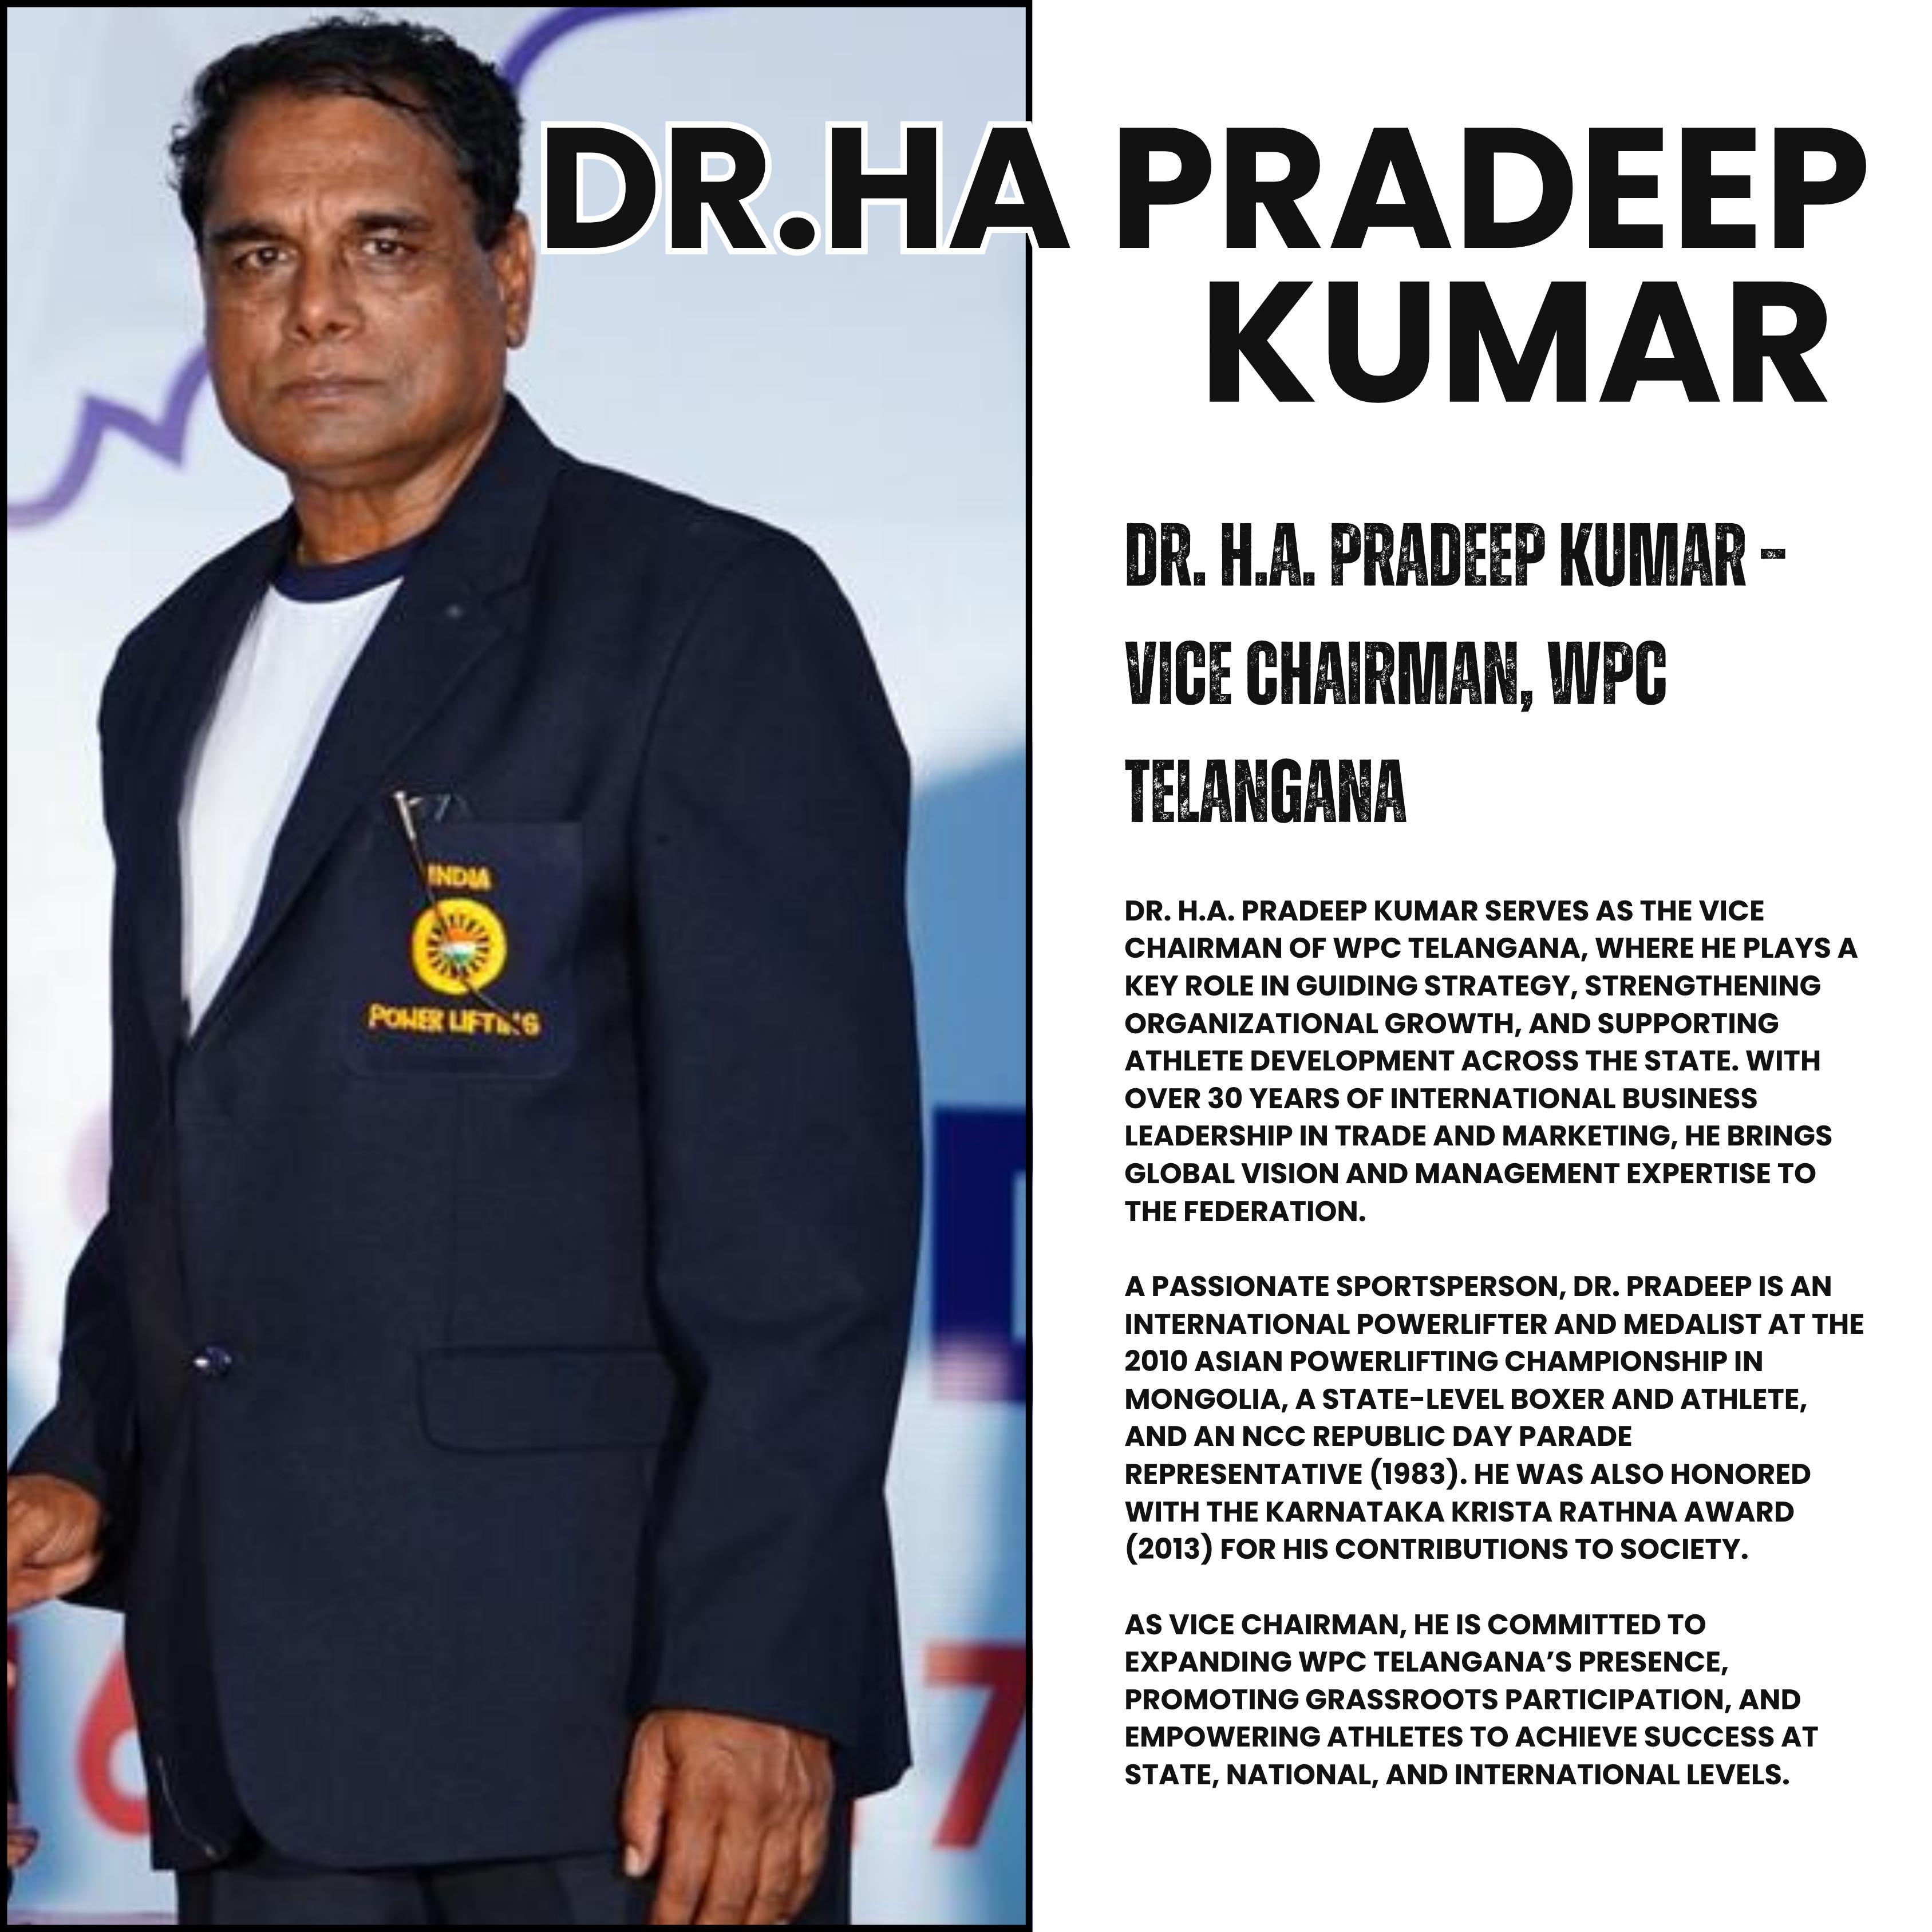 DR.HA PRADEEP
KUMAR
DR. H.A. PRADEEP KUMAR -
VICE CHAIRMAN, WPC
TELANGANA
INDIA
POWER LIFTING
DR. H.A. PRADEEP KUMAR SERVES AS THE VICE
CHAIRMAN OF WPC TELANGANA, WHERE HE PLAYS A
KEY ROLE IN GUIDING STRATEGY, STRENGTHENING
ORGANIZATIONAL GROWTH, AND SUPPORTING
ATHLETE DEVELOPMENT ACROSS THE STATE. WITH
OVER 30 YEARS OF INTERNATIONAL BUSINESS
LEADERSHIP IN TRADE AND MARKETING, HE BRINGS
GLOBAL VISION AND MANAGEMENT EXPERTISE TO
THE FEDERATION.
A PASSIONATE SPORTSPERSON, DR. PRADEEP IS AN
INTERNATIONAL POWERLIFTER AND MEDALIST AT THE
2010 ASIAN POWERLIFTING CHAMPIONSHIP IN
MONGOLIA, A STATE-LEVEL BOXER AND ATHLETE,
AND AN NCC REPUBLIC DAY PARADE
REPRESENTATIVE (1983). HE WAS ALSO HONORED
WITH THE KARNATAKA KRISTA RATHNA AWARD
(2013) FOR HIS CONTRIBUTIONS TO SOCIETY.
AS VICE CHAIRMAN, HE IS COMMITTED TO
EXPANDING WPC TELANGANA'S PRESENCE,
PROMOTING GRASSROOTS PARTICIPATION, AND
EMPOWERING ATHLETES TO ACHIEVE SUCCESS AT
STATE, NATIONAL, AND INTERNATIONAL LEVELS.